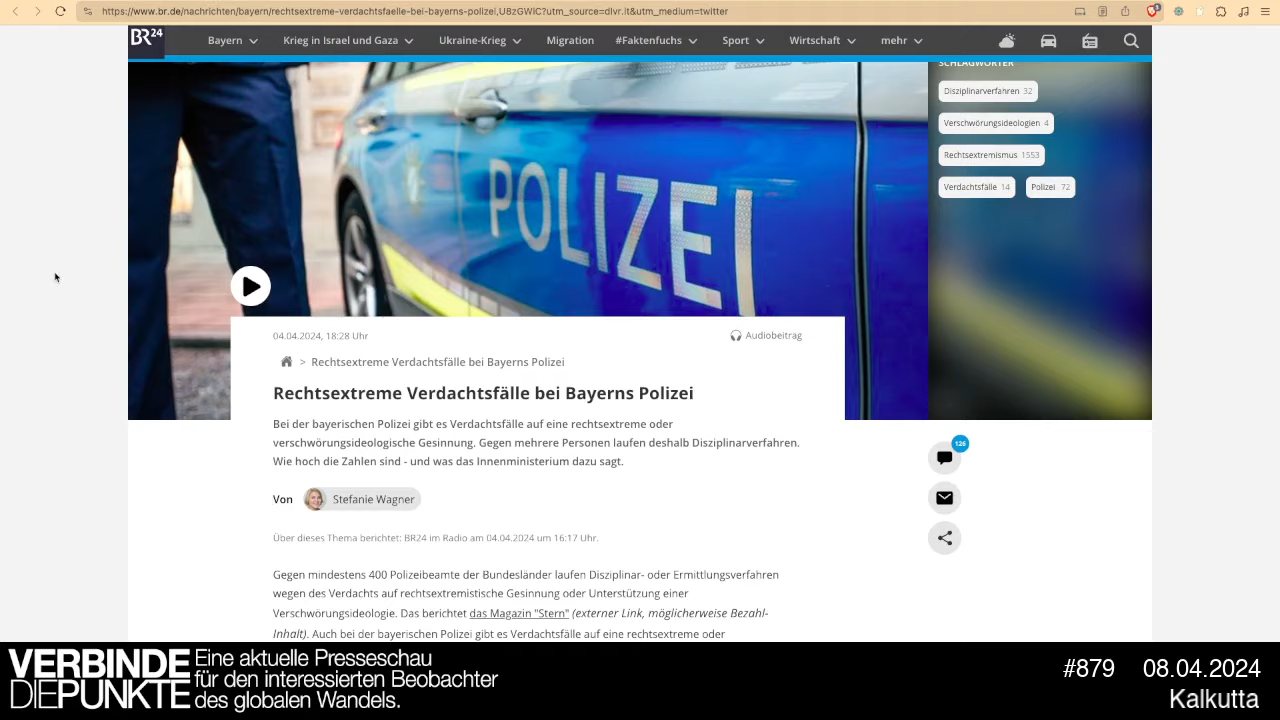 https://www.br.de/nachrichten/bayern/rechtsextreme-verdachtsfaelle-bei-bayerns-polizei,U8zGWiC?utm_source=dlvr.it&utm_medium=twitter
BR24
Bayern
Krieg in Israel und Gaza
Ukraine-Krieg
Migration
#Faktenfuchs
Sport
Wirtschaft
mehr
SCHLAGWÖRTER
Disziplinarverfahren 32
Verschwörungsideologien 4
Rechtsextremismus 1553
Verdachtsfälle 14
Polizei 72
POLIZEI
04.04.2024, 18:28 Uhr
Audiobeitrag
> Rechtsextreme Verdachtsfälle bei Bayerns Polizei
Rechtsextreme Verdachtsfälle bei Bayerns Polizei
Bei der bayerischen Polizei gibt es Verdachtsfälle auf eine rechtsextreme oder
verschwörungsideologische Gesinnung. Gegen mehrere Personen laufen deshalb Disziplinarverfahren.
Wie hoch die Zahlen sind - und was das Innenministerium dazu sagt.
126
Von Stefanie Wagner
Über dieses Thema berichtet: BR24 im Radio am 04.04.2024 um 16:17 Uhr.
Gegen mindestens 400 Polizeibeamte der Bundesländer laufen Disziplinar- oder Ermittlungsverfahren
wegen des Verdachts auf rechtsextremistische Gesinnung oder Unterstützung einer
Verschwörungsideologie. Das berichtet das Magazin "Stern" (externer Link, möglicherweise Bezahl-
Inhalt). Auch bei der bayerischen Polizei gibt es Verdachtsfälle auf eine rechtsextreme oder
VERBINDE
DIEPUNKTE
Eine aktuelle Presseschau
für den interessierten Beobachter
des globalen Wandels.
#879 08.04.2024
Kalkutta